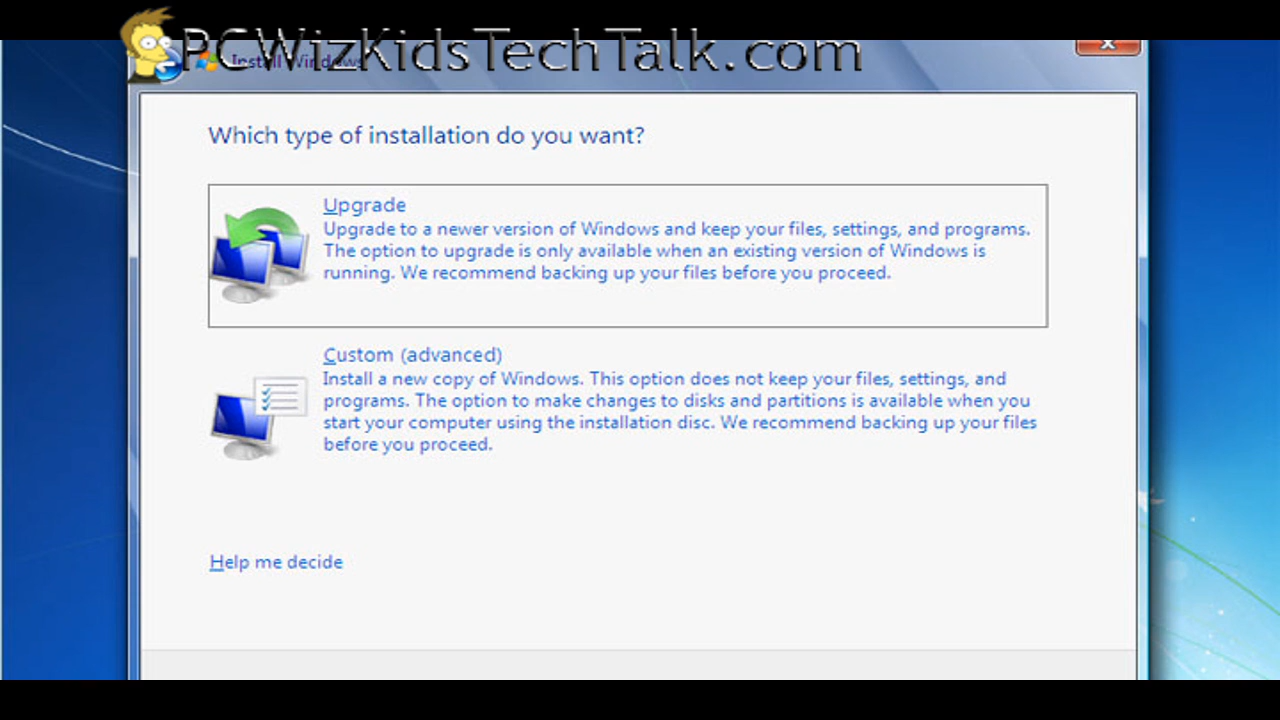 PCWizKidsTechTalk.com
Install Windows
Which type of installation do you want?
Upgrade
Upgrade to a newer version of Windows and keep your files, settings, and programs.
The option to upgrade is only available when an existing version of Windows is
running. We recommend backing up your files before you proceed.
Custom (advanced)
Install a new copy of Windows. This option does not keep your files, settings, and
programs. The option to make changes to disks and partitions is available when you
start your computer using the installation disc. We recommend backing up your files
before you proceed.
Help me decide